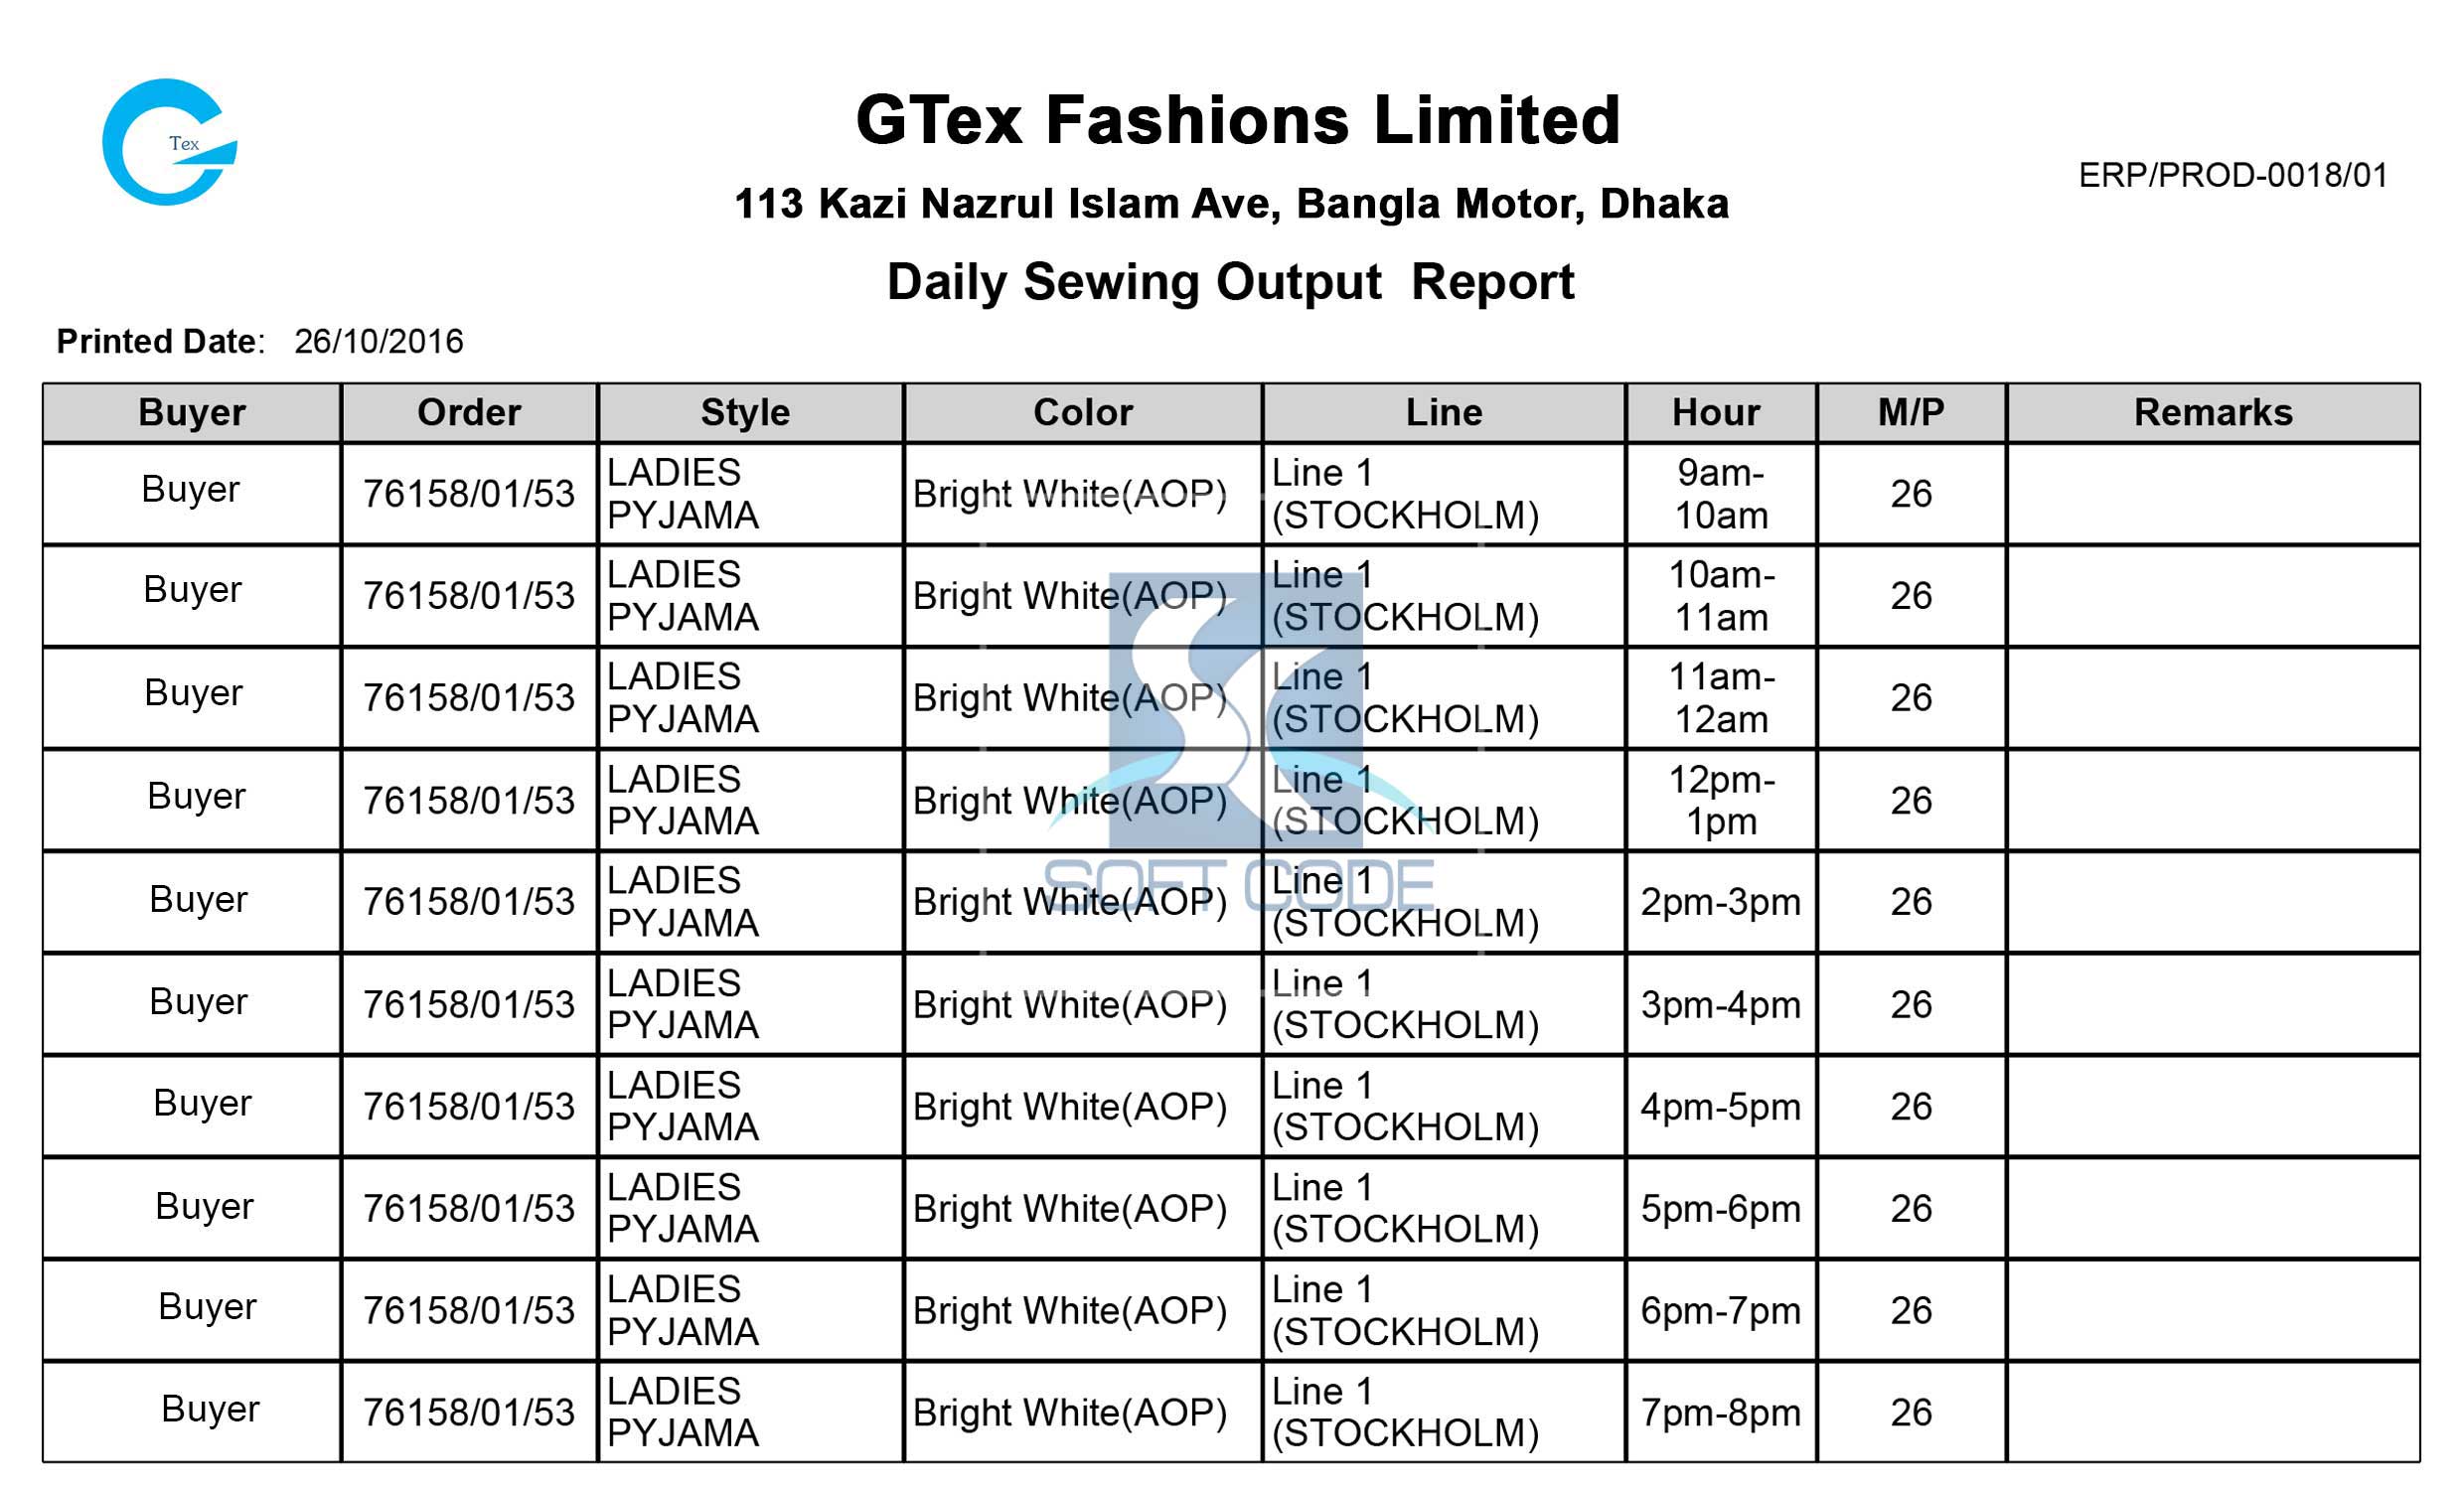 Tex
GTex Fashions Limited
ERP/PROD-0018/01
113 Kazi Nazrul Islam Ave, Bangla Motor, Dhaka
Daily Sewing Output Report
Printed Date: 26/10/2016
Buyer Order Style Color Line Hour M/P Remarks
Buyer 76158/01/53 LADIES PYJAMA Bright White(AOP) Line 1 (STOCKHOLM) 9am-10am 26
Buyer 76158/01/53 LADIES PYJAMA Bright White(AOP) Line 1 (STOCKHOLM) 10am-11am 26
Buyer 76158/01/53 LADIES PYJAMA Bright White(AOP) Line 1 (STOCKHOLM) 11am-12am 26
Buyer 76158/01/53 LADIES PYJAMA Bright White(AOP) Line 1 (STOCKHOLM) 12pm-1pm 26
Buyer 76158/01/53 LADIES PYJAMA Bright White(AOP) Line 1 (STOCKHOLM) 2pm-3pm 26
Buyer 76158/01/53 LADIES PYJAMA Bright White(AOP) Line 1 (STOCKHOLM) 3pm-4pm 26
Buyer 76158/01/53 LADIES PYJAMA Bright White(AOP) Line 1 (STOCKHOLM) 4pm-5pm 26
Buyer 76158/01/53 LADIES PYJAMA Bright White(AOP) Line 1 (STOCKHOLM) 5pm-6pm 26
Buyer 76158/01/53 LADIES PYJAMA Bright White(AOP) Line 1 (STOCKHOLM) 6pm-7pm 26
Buyer 76158/01/53 LADIES PYJAMA Bright White(AOP) Line 1 (STOCKHOLM) 7pm-8pm 26
SOFT CODE